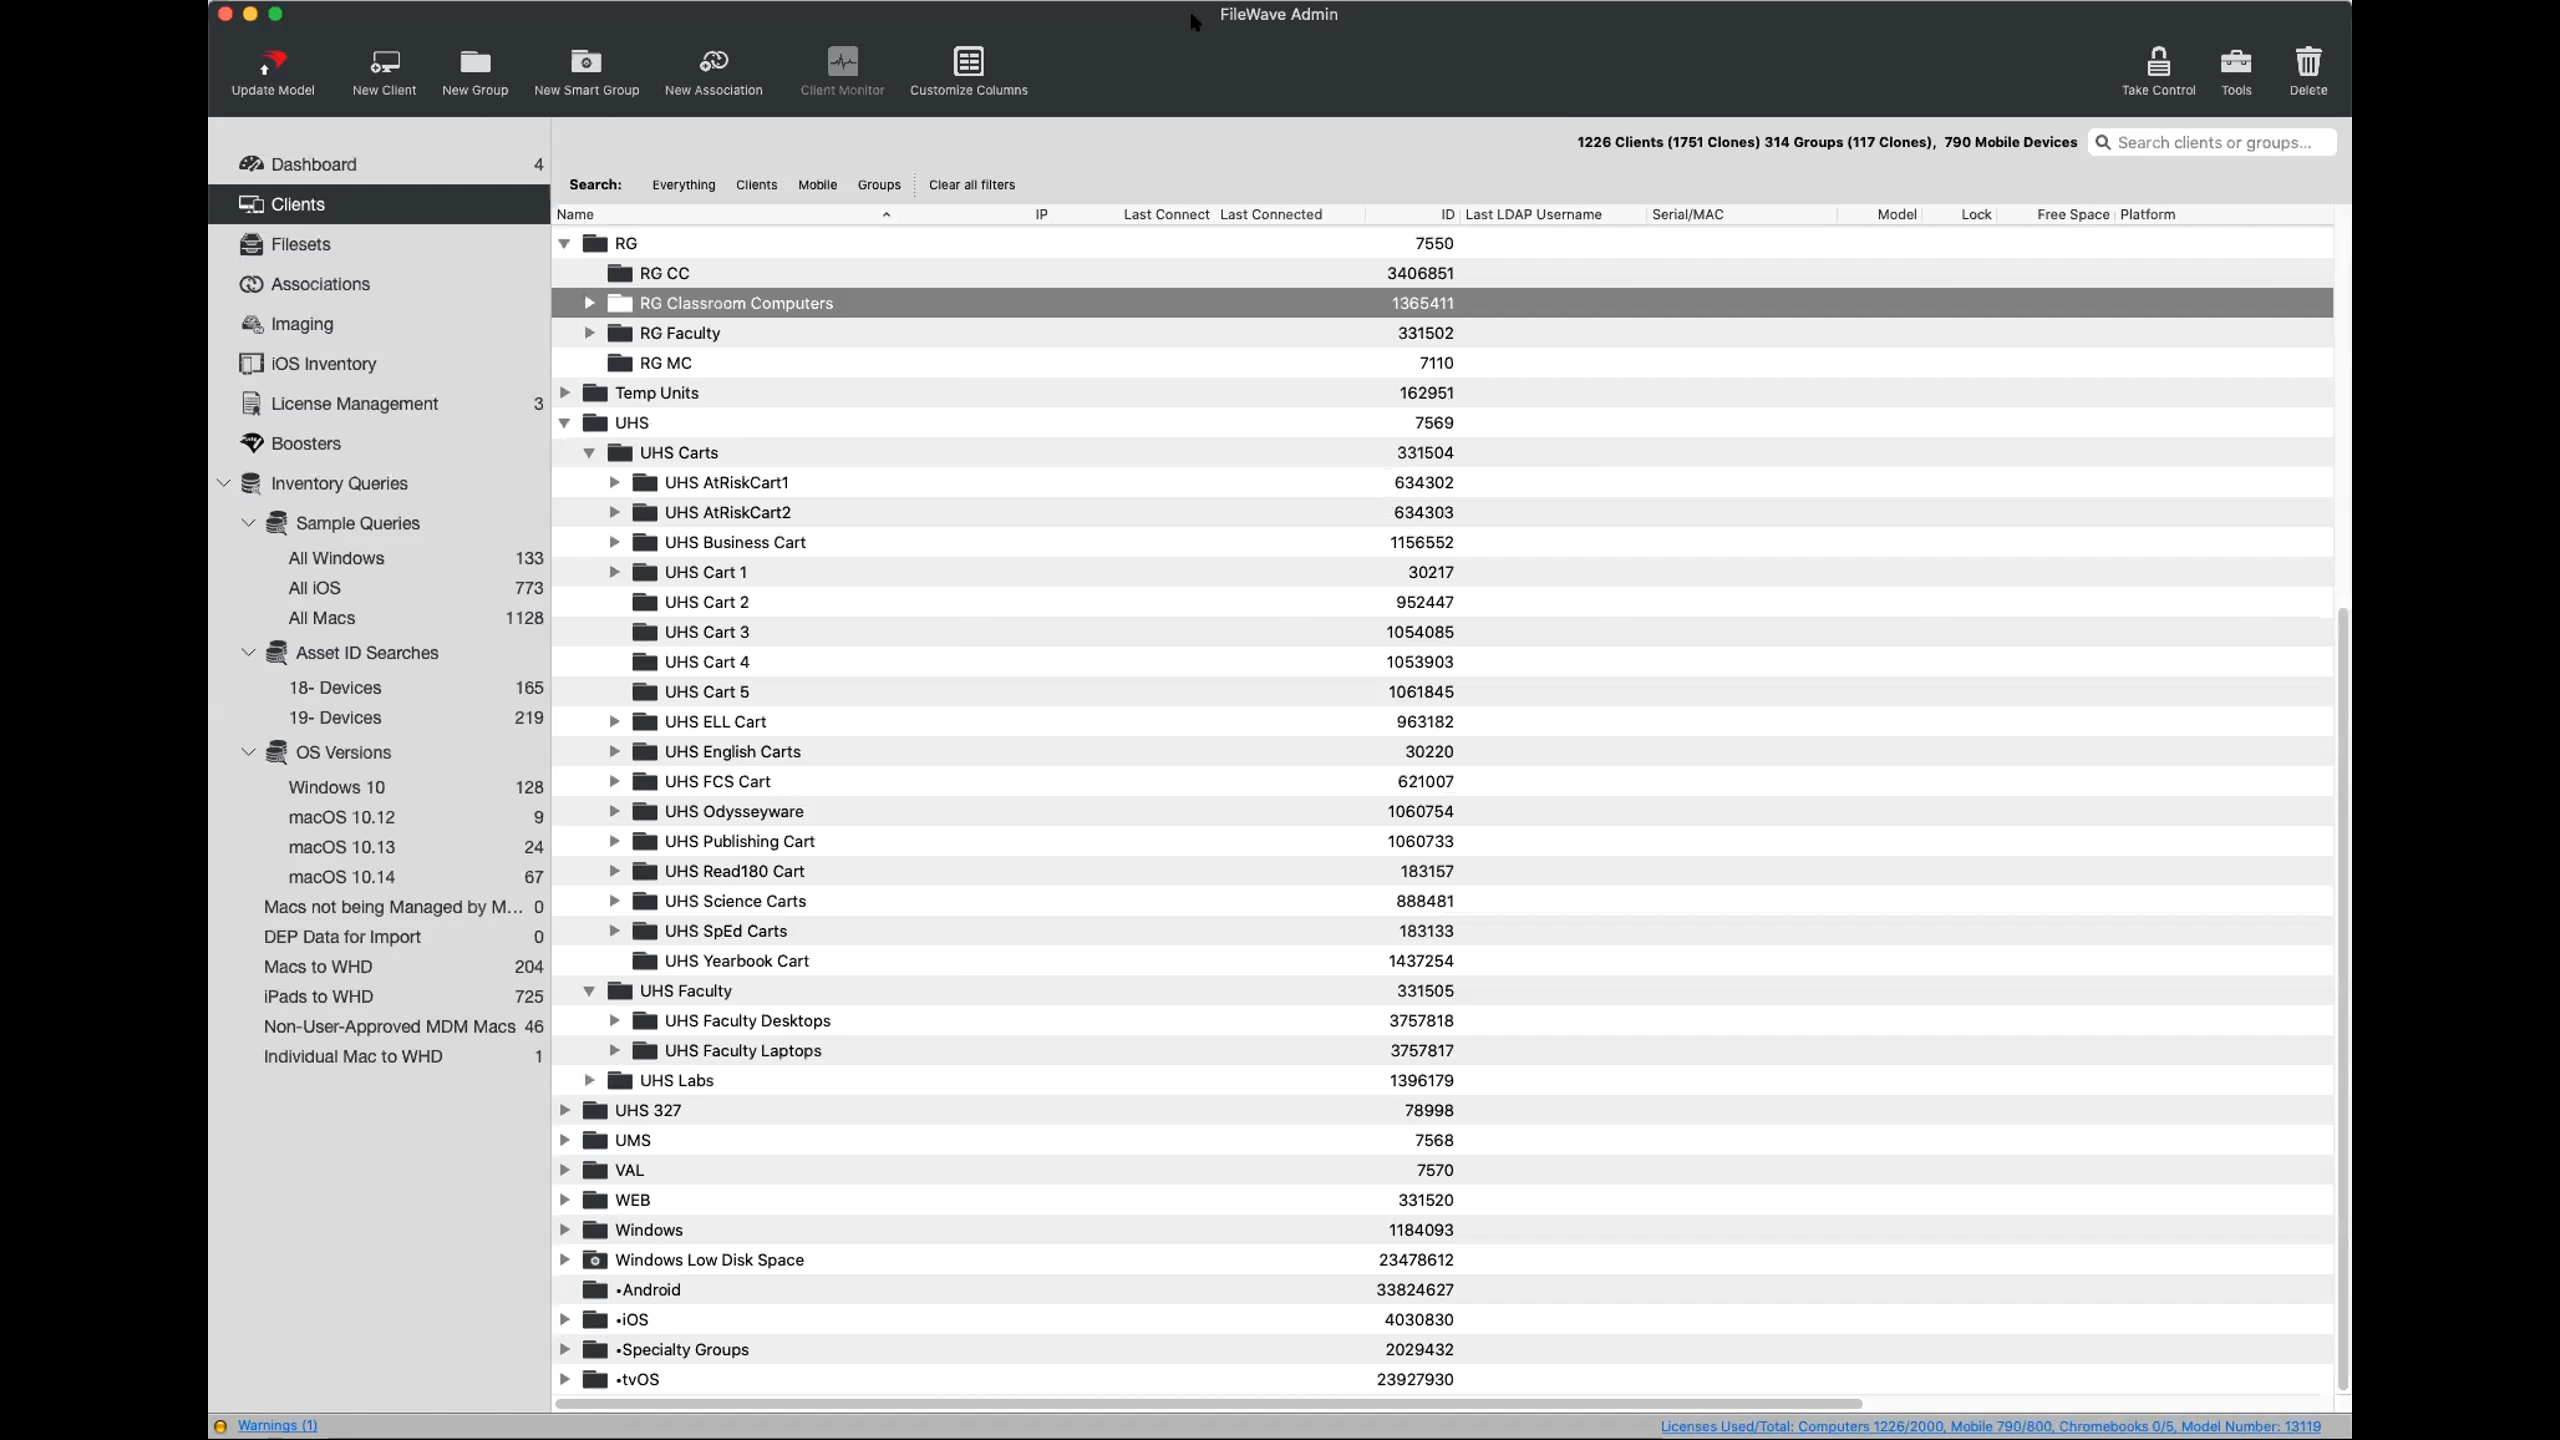 FileWave Admin
Update Model
New Client
New Group
New Smart Group
New Association
Client Monitor
Customize Columns
Take Control
Tools
Delete
1226 Clients (1751 Clones) 314 Groups (117 Clones), 790 Mobile Devices
Search clients or groups...
Dashboard 4
Clients
Filesets
Associations
Imaging
iOS Inventory
License Management 3
Boosters
Inventory Queries
Sample Queries
All Windows 133
All iOS 773
All Macs 1128
Asset ID Searches
18- Devices 165
19- Devices 219
OS Versions
Windows 10 128
macOS 10.12 9
macOS 10.13 24
macOS 10.14 67
Macs not being Managed by M... 0
DEP Data for Import 0
Macs to WHD 204
iPads to WHD 725
Non-User-Approved MDM Macs 46
Individual Mac to WHD 1
Search: Everything Clients Mobile Groups Clear all filters
Name IP Last Connect Last Connected ID Last LDAP Username Serial/MAC Model Lock Free Space Platform
RG 7550
RG CC 3406851
RG Classroom Computers 1365411
RG Faculty 331502
RG MC 7110
Temp Units 162951
UHS 7569
UHS Carts 331504
UHS AtRiskCart1 634302
UHS AtRiskCart2 634303
UHS Business Cart 1156552
UHS Cart 1 30217
UHS Cart 2 952447
UHS Cart 3 1054085
UHS Cart 4 1053903
UHS Cart 5 1061845
UHS ELL Cart 963182
UHS English Carts 30220
UHS FCS Cart 621007
UHS Odysseyware 1060754
UHS Publishing Cart 1060733
UHS Read180 Cart 183157
UHS Science Carts 888481
UHS SpEd Carts 183133
UHS Yearbook Cart 1437254
UHS Faculty 331505
UHS Faculty Desktops 3757818
UHS Faculty Laptops 3757817
UHS Labs 1396179
UHS 327 78998
UMS 7568
VAL 7570
WEB 331520
Windows 1184093
Windows Low Disk Space 23478612
•Android 33824627
•iOS 4030830
•Specialty Groups 2029432
•tvOS 23927930
Warnings (1)
Licenses Used/Total: Computers 1226/2000, Mobile 790/800, Chromebooks 0/5, Model Number: 13119